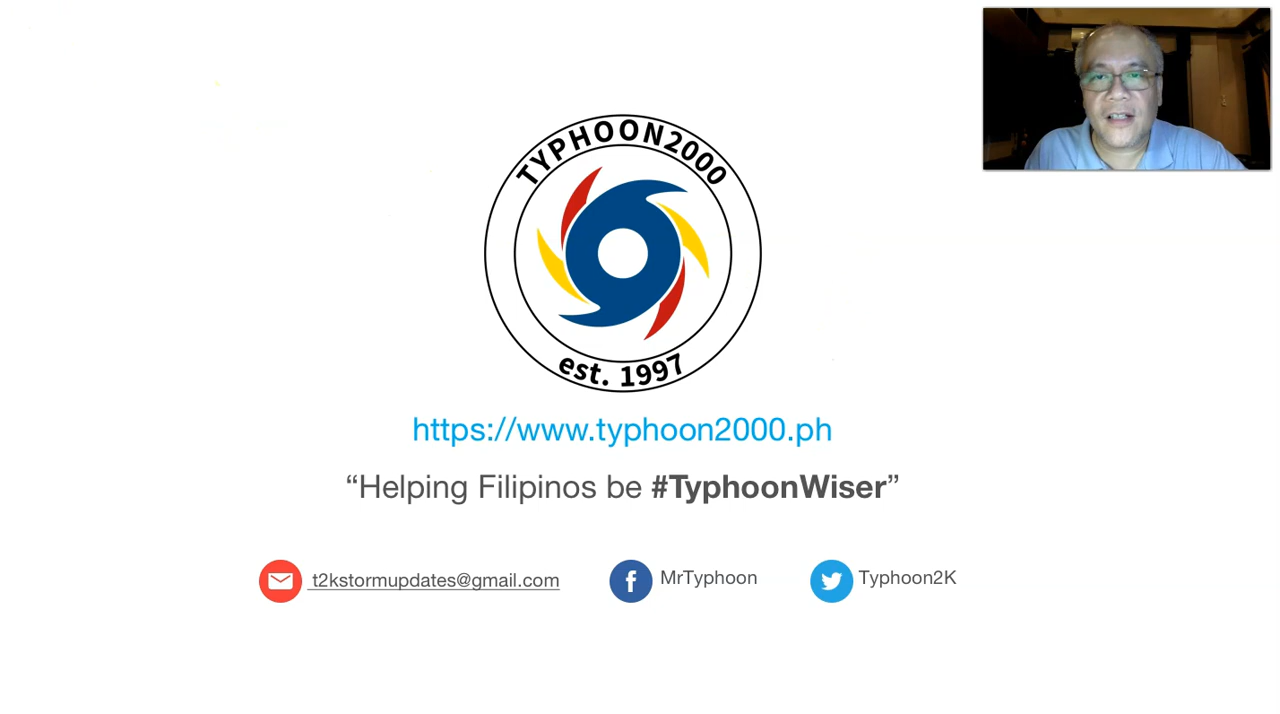 TYPHOON2000
est. 1997
https://www.typhoon2000.ph
“Helping Filipinos be #TyphoonWiser”
t2kstormupdates@gmail.com
MrTyphoon
Typhoon2K